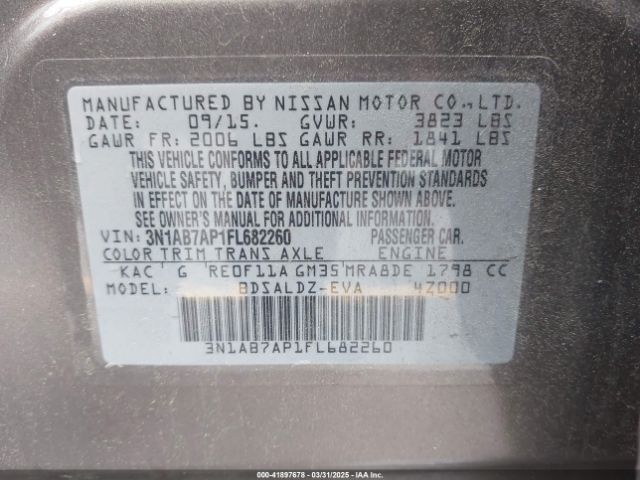 MANUFACTURED BY NISSAN MOTOR CO., LTD.
DATE: 09/15. GVWR: 3823 LBS
GAWR FR: 2006 LBS GAWR RR: 1841 LBS
THIS VEHICLE CONFORMS TO ALL APPLICABLE FEDERAL MOTOR
VEHICLE SAFETY, BUMPER AND THEFT PREVENTION STANDARDS
IN EFFECT ON THE DATE OF MANUFACTURE SHOWN ABOVE.
SEE OWNER'S MANUAL FOR ADDITIONAL INFORMATION.
VIN: 3N1AB7AP1FL682260 PASSENGER CAR.
COLOR TRIM TRANS AXLE ENGINE
KAC G RE0F11A GM35 MRA8DE 1798 CC
MODEL: BDSALDZ-EVA 4Z000
3N1AB7AP1FL682260
000-41897678 - 03/31/2025 - IAA Inc.